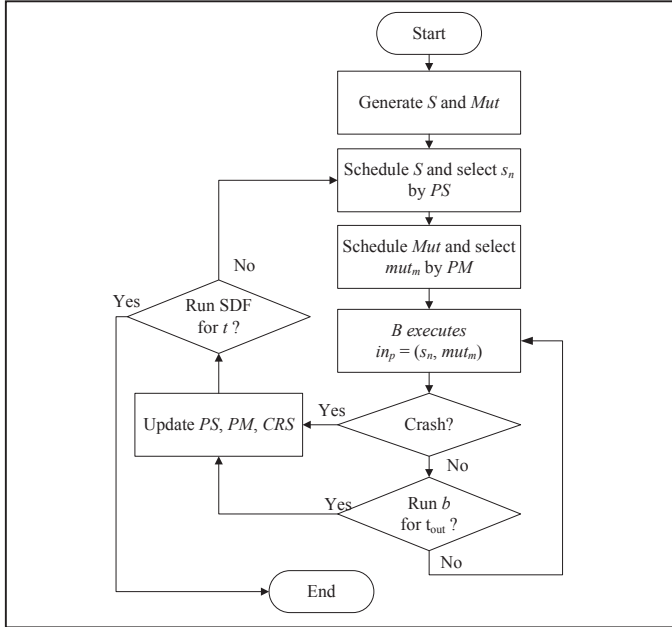 Start
Generate S and Mut
Schedule S and select sₙ
by PS
Schedule Mut and select
mutₘ by PM
No
Yes
Run SDF
for t ?
B executes
inₚ = (sₙ, mutₘ)
Update PS, PM, CRS
Yes
Crash?
No
Yes
Run b
for tout ?
No
End